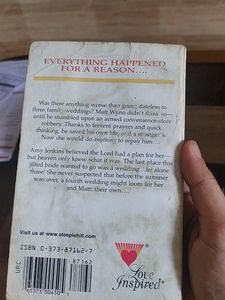 EVERYTHING HAPPENED
FOR A REASON....
Was there anything worse than going dateless to
three family weddings? Matt Wynn didn't think so—
until he stumbled upon an armed convenience-store
robbery. Thanks to fervent prayers and quick
thinking, he saved his own life and a stranger's.
Now she would do anything to repay him....
Amy Jenkins believed the Lord had a plan for her—
but heaven only knew what it was. The last place this
jilted bride wanted to go was a wedding...let alone
three! She never suspected that before the summer
was over, a fourth wedding might loom for her
and Matt: their own....
Visit us at www.steeplehill.com
ISBN 0-373-87162-7
87162
UPC
Love
Inspired®